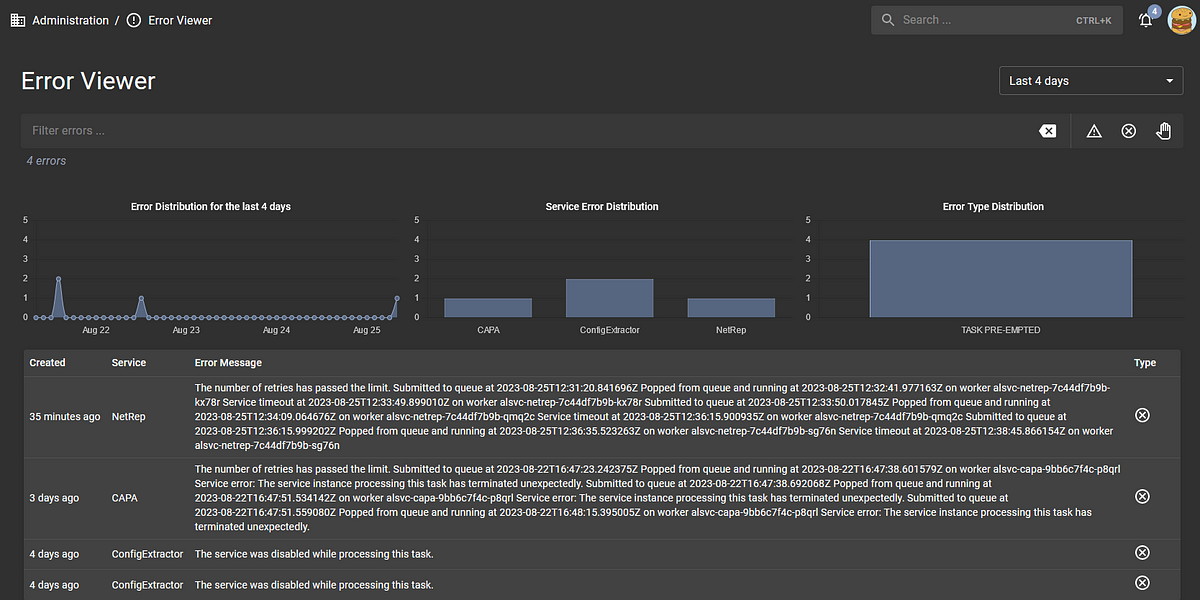 Administration / Error Viewer
Search ... CTRL+K
4
Error Viewer
Last 4 days
Filter errors ...
4 errors
Error Distribution for the last 4 days
5
4
3
2
1
0
Aug 22 Aug 23 Aug 24 Aug 25
Service Error Distribution
5
4
3
2
1
0
CAPA ConfigExtractor NetRep
Error Type Distribution
5
4
3
2
1
0
TASK PRE-EMPTED
Created Service Error Message Type
35 minutes ago NetRep
The number of retries has passed the limit. Submitted to queue at 2023-08-25T12:31:20.841696Z Popped from queue and running at 2023-08-25T12:32:41.977163Z on worker alsvc-netrep-7c44df7b9b-
kx78r Service timeout at 2023-08-25T12:33:49.899010Z on worker alsvc-netrep-7c44df7b9b-kx78r Submitted to queue at 2023-08-25T12:33:50.017845Z Popped from queue and running at
2023-08-25T12:34:09.064676Z on worker alsvc-netrep-7c44df7b9b-qmq2c Service timeout at 2023-08-25T12:36:15.900935Z on worker alsvc-netrep-7c44df7b9b-qmq2c Submitted to queue at
2023-08-25T12:36:15.999202Z Popped from queue and running at 2023-08-25T12:36:35.523263Z on worker alsvc-netrep-7c44df7b9b-sg76n Service timeout at 2023-08-25T12:38:45.866154Z on worker
alsvc-netrep-7c44df7b9b-sg76n
3 days ago CAPA
The number of retries has passed the limit. Submitted to queue at 2023-08-22T16:47:23.242375Z Popped from queue and running at 2023-08-22T16:47:38.601579Z on worker alsvc-capa-9bb6c7f4c-p8qrl
Service error: The service instance processing this task has terminated unexpectedly. Submitted to queue at 2023-08-22T16:47:38.692068Z Popped from queue and running at
2023-08-22T16:47:51.534142Z on worker alsvc-capa-9bb6c7f4c-p8qrl Service error: The service instance processing this task has terminated unexpectedly. Submitted to queue at
2023-08-22T16:47:51.559080Z Popped from queue and running at 2023-08-22T16:48:15.395005Z on worker alsvc-capa-9bb6c7f4c-p8qrl Service error: The service instance processing this task has
terminated unexpectedly.
4 days ago ConfigExtractor The service was disabled while processing this task.
4 days ago ConfigExtractor The service was disabled while processing this task.